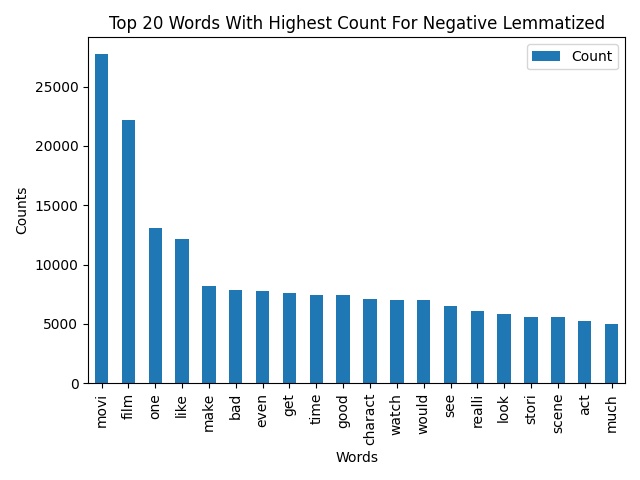 Top 20 Words With Highest Count For Negative Lemmatized
Count
25000
20000
15000
10000
5000
0
Counts
movi
film
one
like
make
bad
even
get
time
good
charact
watch
would
see
realli
look
stori
scene
act
much
Words